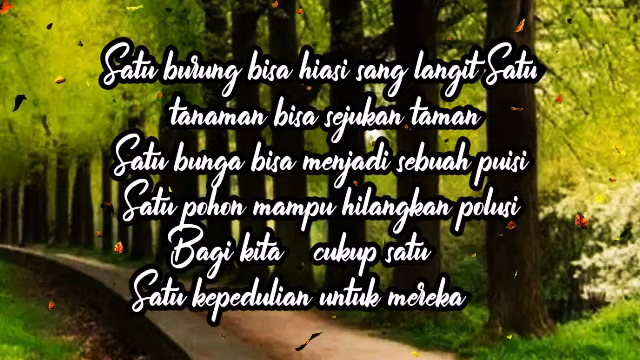 Satu burung bisa hiasi sang langit Satu
tanaman bisa sejukan taman
Satu bunga bisa menjadi sebuah puisi
Satu pohon mampu hilangkan polusi
Bagi kita cukup satu
Satu kepedulian untuk mereka